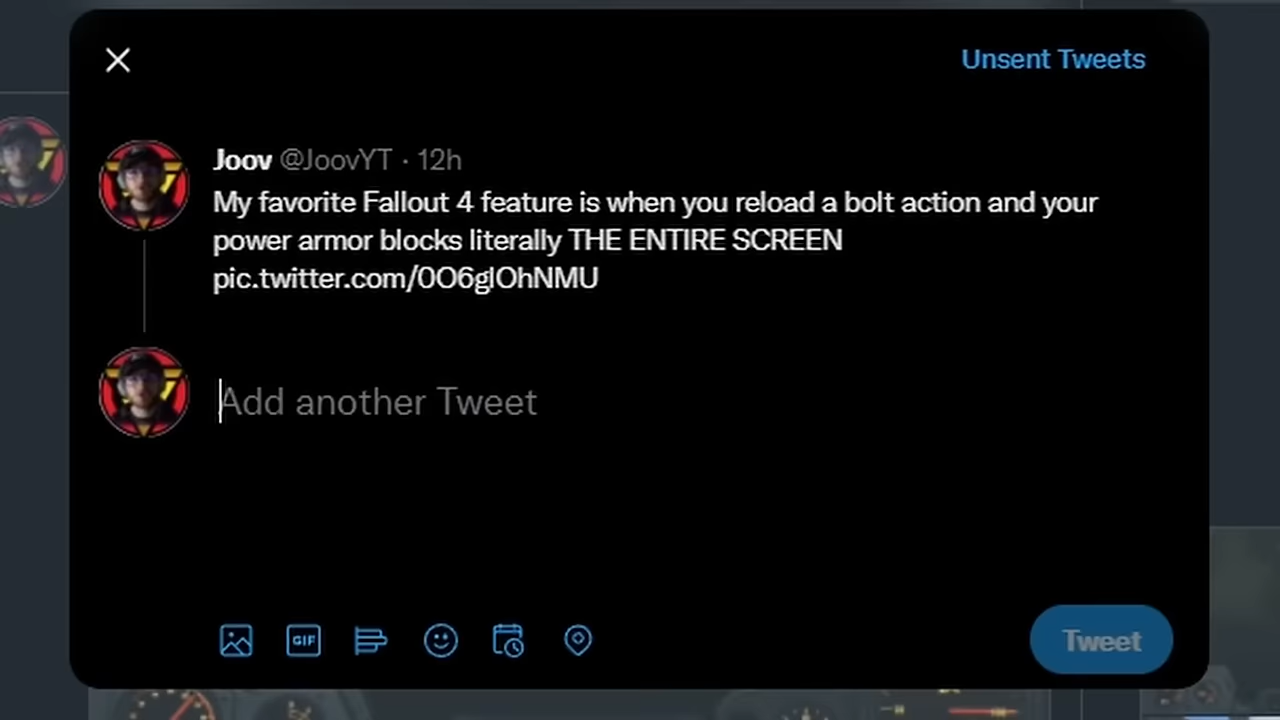 Unsent Tweets
Joov @JoovYT · 12h
My favorite Fallout 4 feature is when you reload a bolt action and your
power armor blocks literally THE ENTIRE SCREEN
pic.twitter.com/0O6glOhNMU
Add another Tweet
GIF
Tweet